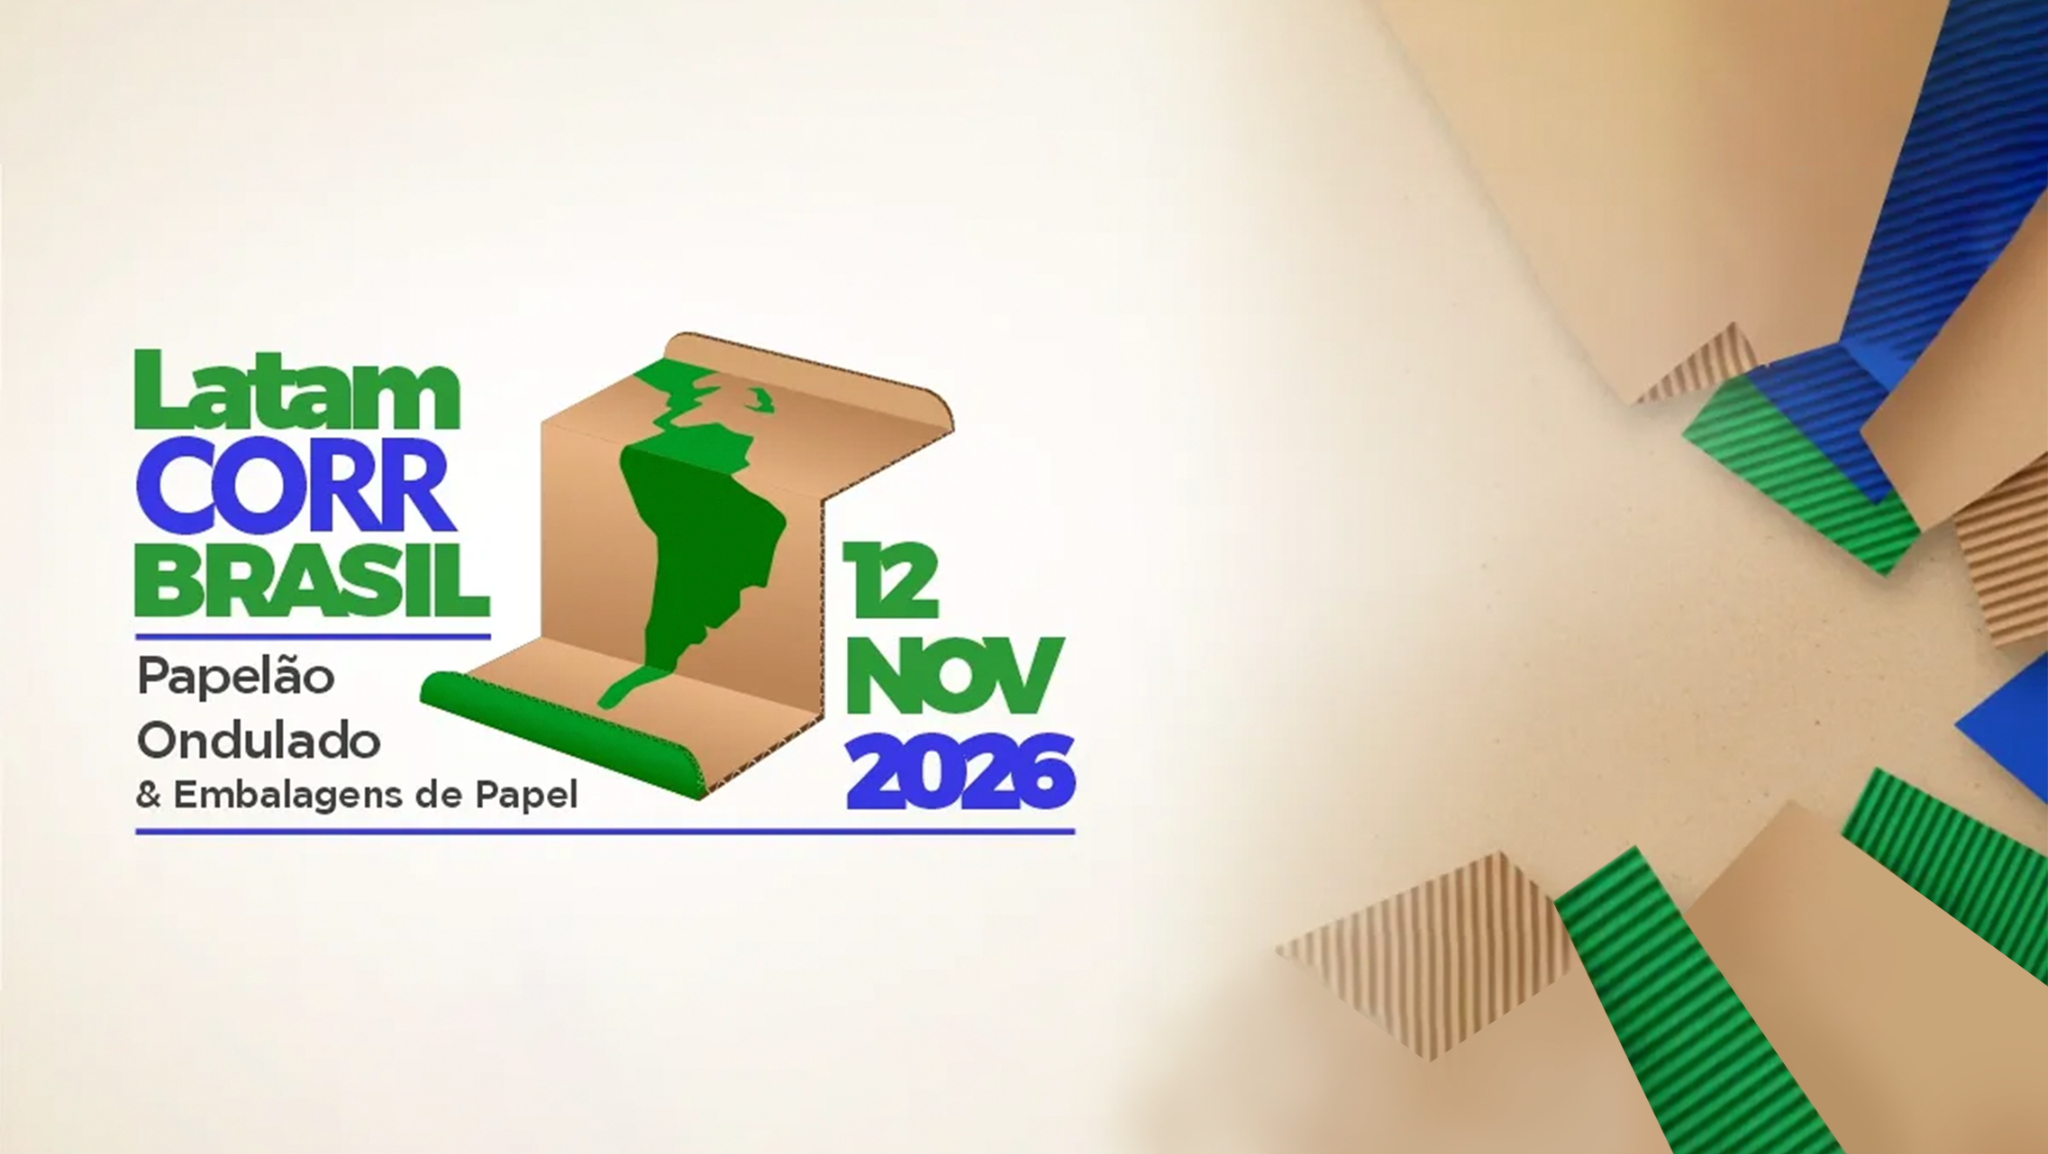 Latam
CORR
BRASIL
Papelão
Ondulado
& Embalagens de Papel
12
NOV
2026